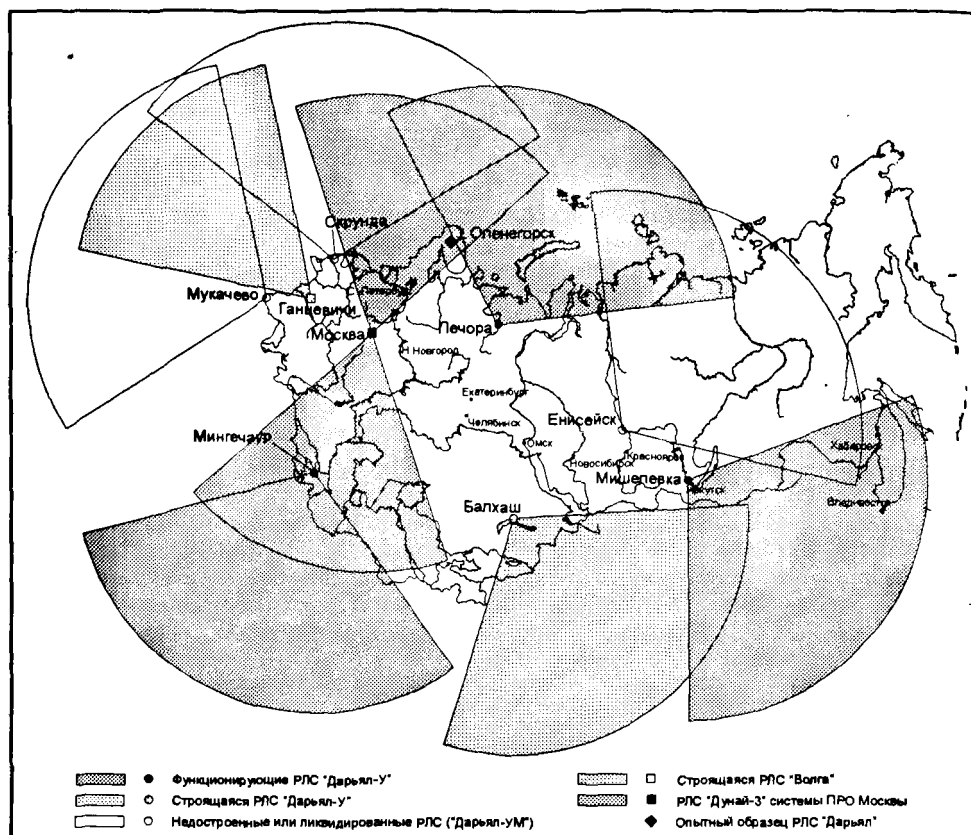 Скрунда
Оленегорск
С.-Петербург
Мукачево
Ганцевичи
Москва
Печора
Н.Новгород
Екатеринбург
Челябинск
Омск
Енисейск
Новосибирск
Красноярск
Мишелевка
Иркутск
Хабаровск
Владивосток
Мингечаур
Балхаш
Функционирующие РЛС "Дарьял-У"
Строящаяся РЛС "Дарьял-У"
Недостроенные или ликвидированные РЛС ("Дарьял-УМ")
Строящаяся РЛС "Волга"
РЛС "Дунай-3" системы ПРО Москвы
Опытный образец РЛС "Дарьял"